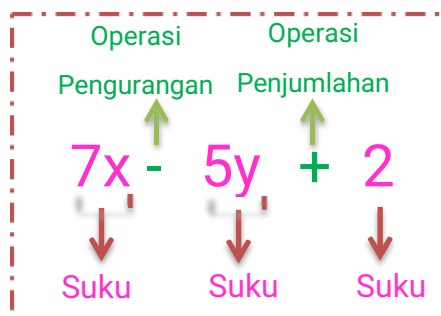 Operasi Operasi
Pengurangan Penjumlahan
7x - 5y + 2
Suku Suku Suku